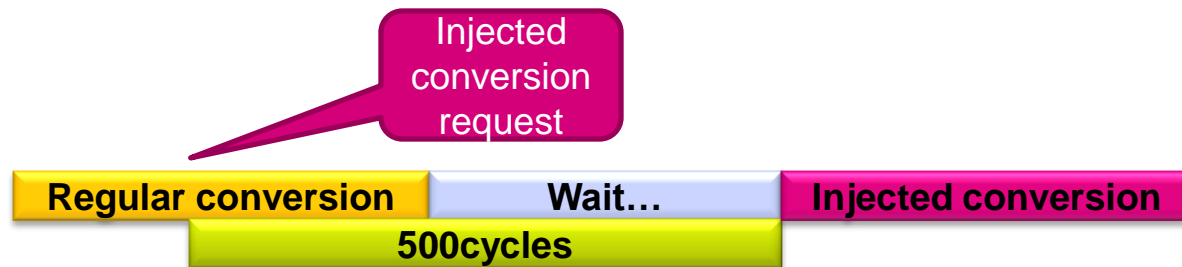 Injected
conversion
request
Regular conversion
Wait…
Injected conversion
500cycles